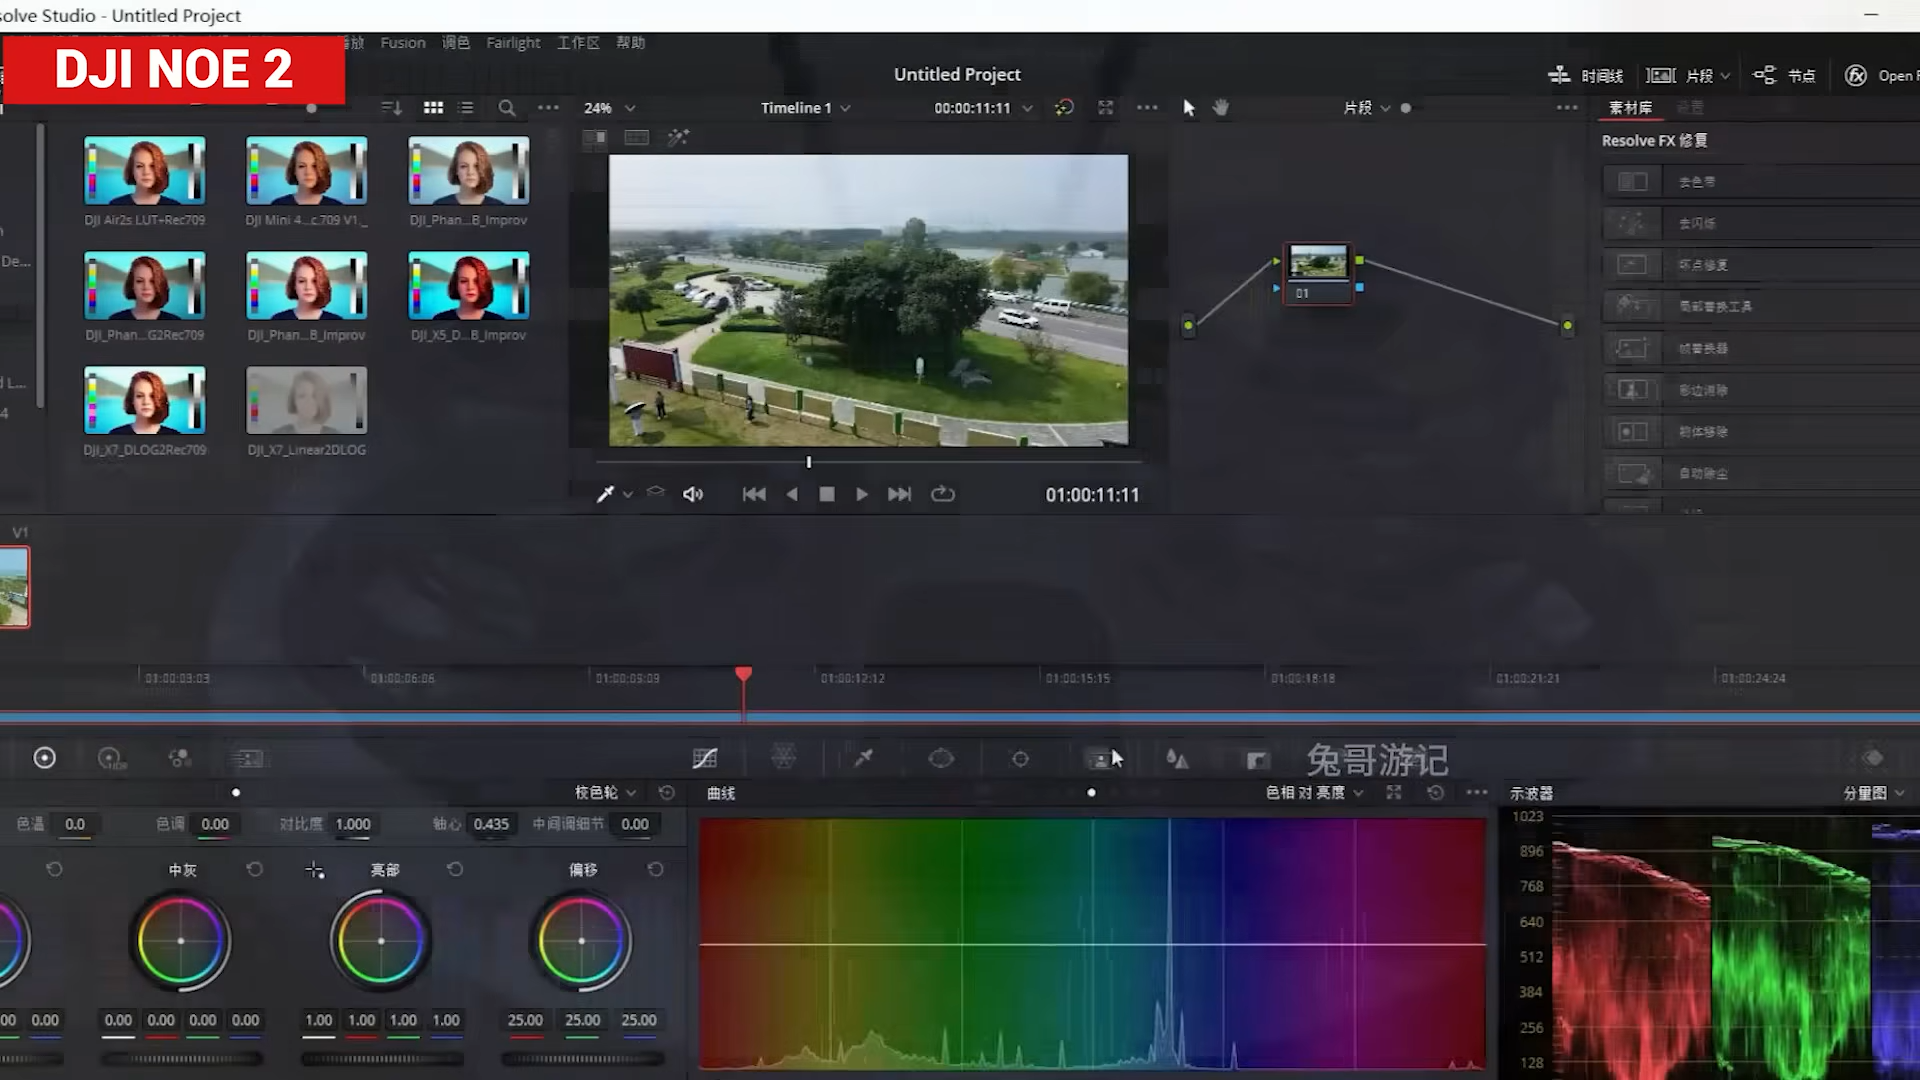 solve Studio - Untitled Project
DJI NOE 2
播放 Fusion 调色 Fairlight 工作区 帮助
Untitled Project
时间线 片段 节点 Open F
24% Timeline 1 00:00:11:11 片段
素材库 设置
Resolve FX 修复
去色带
去闪烁
坏点修复
局部替换工具
帧替换器
彩边消除
物体移除
自动除尘
DJI Air2s LUT+Rec709 DJI Mini 4...c.709 V1_ DJI_Phan...B_Improv
De...
DJI_Phan...G2Rec709 DJI_Phan...B_Improv DJI_X5_D...B_Improv
d L...
4
DJI_X7_DLOG2Rec709 DJI_X7_Linear2DLOG
01
01:00:11:11
V1
01:00:03:03 01:00:06:06 01:00:09:09 01:00:12:12 01:00:15:15 01:00:18:18 01:00:21:21 01:00:24:24
HDR
兔哥游记
校色轮 曲线 色相 对 亮度 示波器 分量图
色温 0.0 色调 0.00 对比度 1.000 轴心 0.435 中间调细节 0.00
中灰 亮部 偏移
00 0.00 0.00 0.00 0.00 0.00 1.00 1.00 1.00 1.00 25.00 25.00 25.00
1023
896
768
640
512
384
256
128